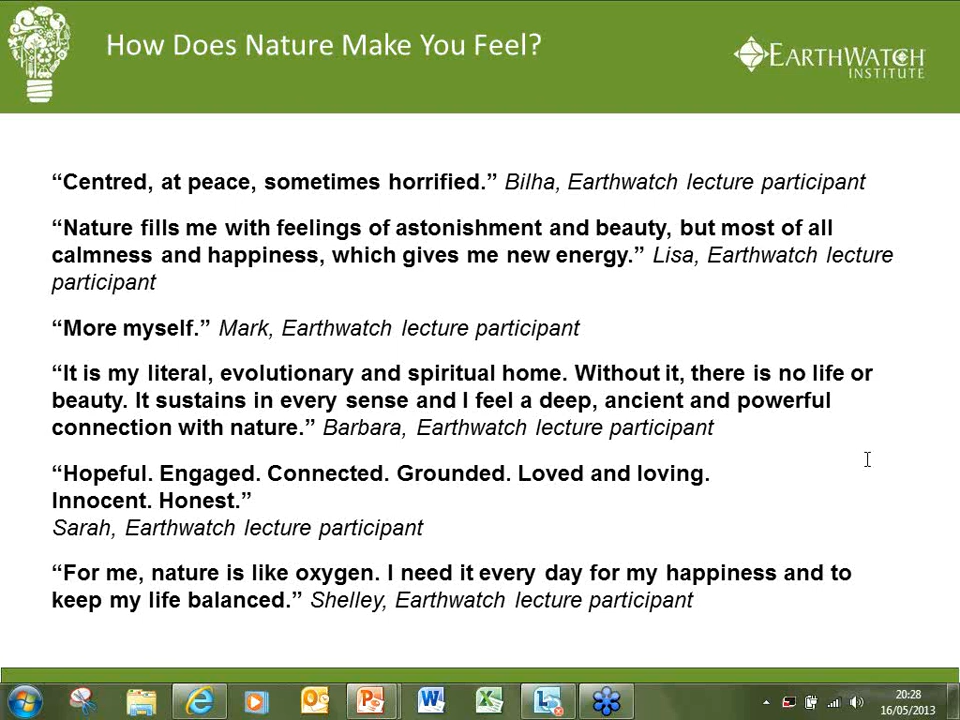 How Does Nature Make You Feel?
EARTHWATCH
INSTITUTE
“Centred, at peace, sometimes horrified.” Bilha, Earthwatch lecture participant
“Nature fills me with feelings of astonishment and beauty, but most of all
calmness and happiness, which gives me new energy.” Lisa, Earthwatch lecture
participant
“More myself.” Mark, Earthwatch lecture participant
“It is my literal, evolutionary and spiritual home. Without it, there is no life or
beauty. It sustains in every sense and I feel a deep, ancient and powerful
connection with nature.” Barbara, Earthwatch lecture participant
“Hopeful. Engaged. Connected. Grounded. Loved and loving.
Innocent. Honest.”
Sarah, Earthwatch lecture participant
“For me, nature is like oxygen. I need it every day for my happiness and to
keep my life balanced.” Shelley, Earthwatch lecture participant
20:28
16/05/2013